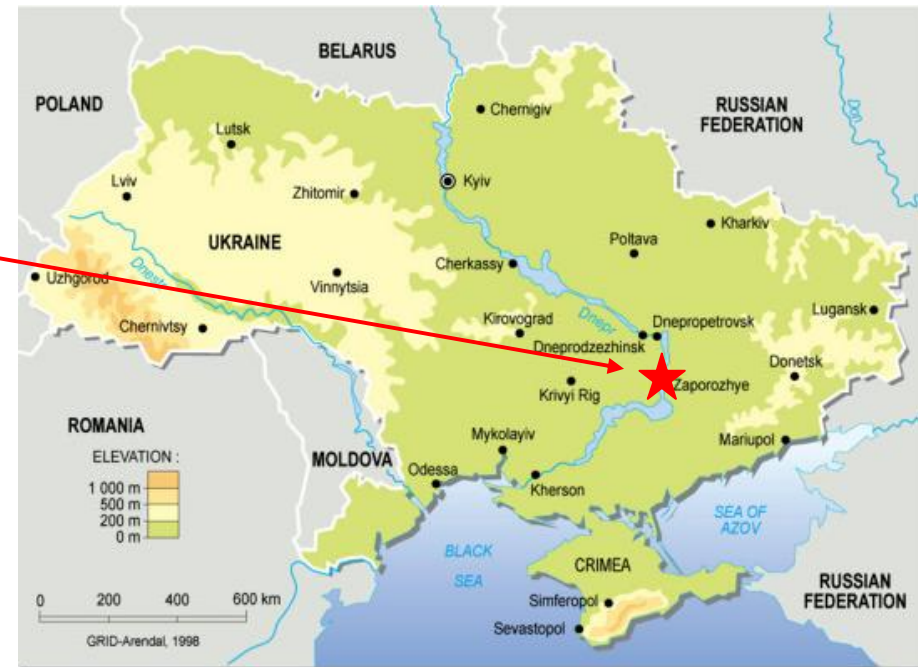 BELARUS
POLAND
Chernigiv
RUSSIAN
FEDERATION
Don
Lutsk
Lviv
Zhitomir
Kyiv
Kharkiv
UKRAINE
Poltava
Cherkassy
Uzhgorod
Dnestr
Vinnytsia
Lugansk
Chernivtsy
Kirovograd
Dnepr
Dnepropetrovsk
Dneprodzezhinsk
Donetsk
Krivyi Rig
Zaporozhye
ROMANIA
Mykolayiv
Mariupol
ELEVATION :
MOLDOVA
Odessa
Kherson
1 000 m
500 m
200 m
0 m
SEA OF
AZOV
BLACK
SEA
CRIMEA
RUSSIAN
FEDERATION
Simferopol
Sevastopol
0 200 400 600 km
GRID-Arendal, 1998